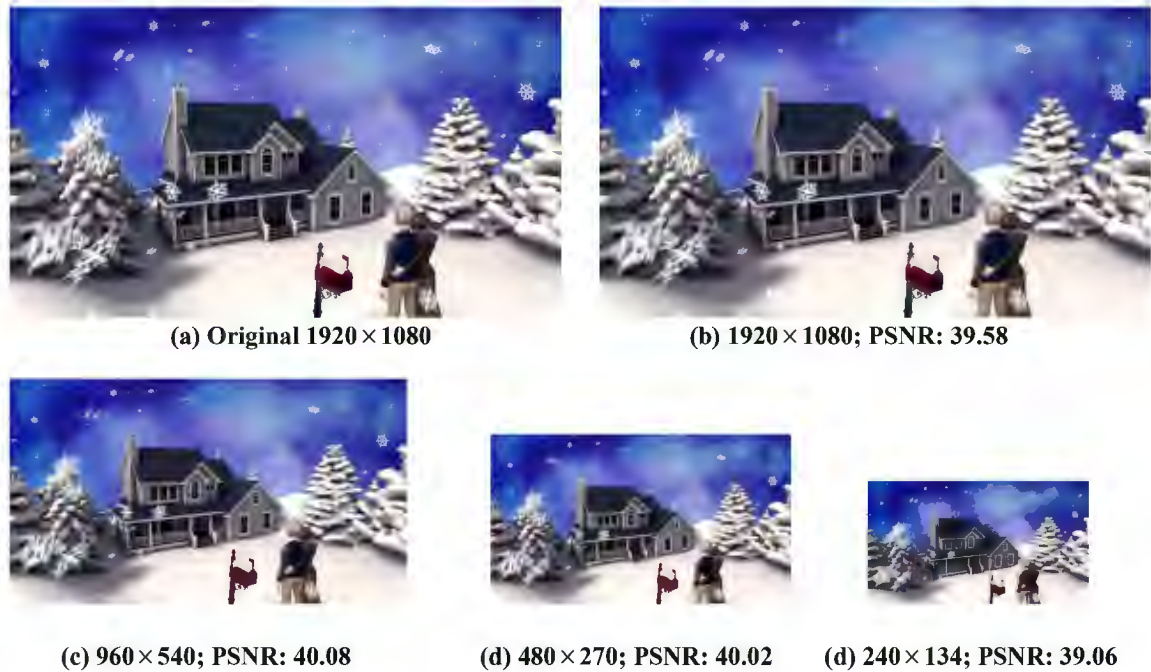 (a) Original 1920×1080
(b) 1920×1080; PSNR: 39.58
(c) 960×540; PSNR: 40.08
(d) 480×270; PSNR: 40.02
(d) 240×134; PSNR: 39.06